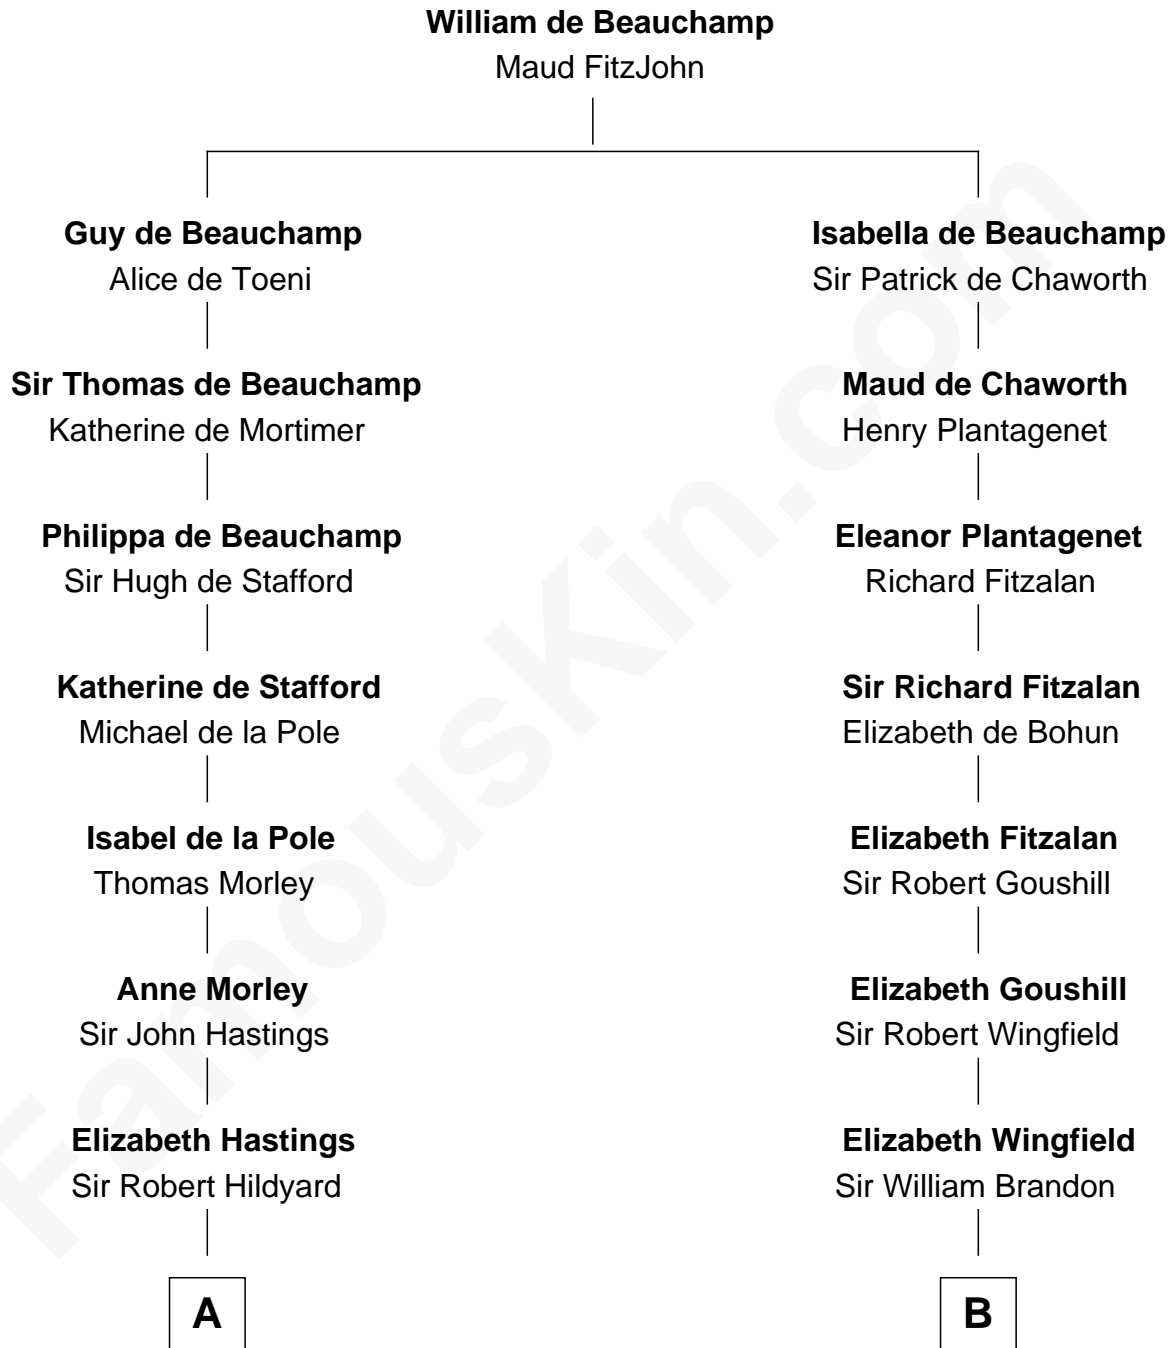 William de Beauchamp
Maud FitzJohn
Guy de Beauchamp
Alice de Toeni
Isabella de Beauchamp
Sir Patrick de Chaworth
Sir Thomas de Beauchamp
Katherine de Mortimer
Maud de Chaworth
Henry Plantagenet
Philippa de Beauchamp
Sir Hugh de Stafford
Eleanor Plantagenet
Richard Fitzalan
Katherine de Stafford
Michael de la Pole
Sir Richard Fitzalan
Elizabeth de Bohun
Isabel de la Pole
Thomas Morley
Elizabeth Fitzalan
Sir Robert Goushill
Anne Morley
Sir John Hastings
Elizabeth Goushill
Sir Robert Wingfield
Elizabeth Hastings
Sir Robert Hildyard
Elizabeth Wingfield
Sir William Brandon
A
B
FamousKin.com